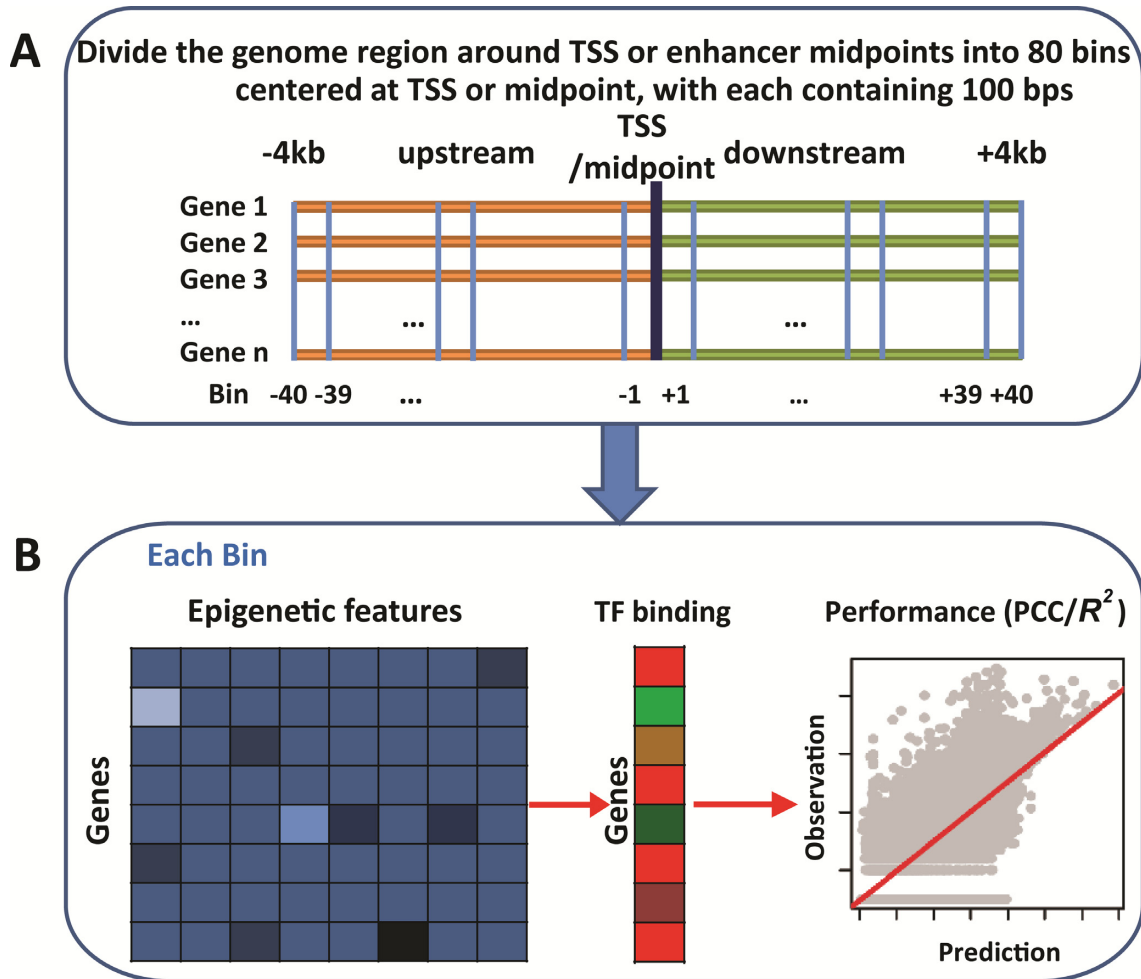 A
Divide the genome region around TSS or enhancer midpoints into 80 bins
centered at TSS or midpoint, with each containing 100 bps
TSS
-4kb upstream /midpoint downstream +4kb
Gene 1
Gene 2
Gene 3
... ... ...
Gene n
Bin -40 -39 ... -1 +1 ... +39 +40
B
Each Bin
Epigenetic features TF binding Performance (PCC/R²)
Genes
Genes
Observation
Prediction